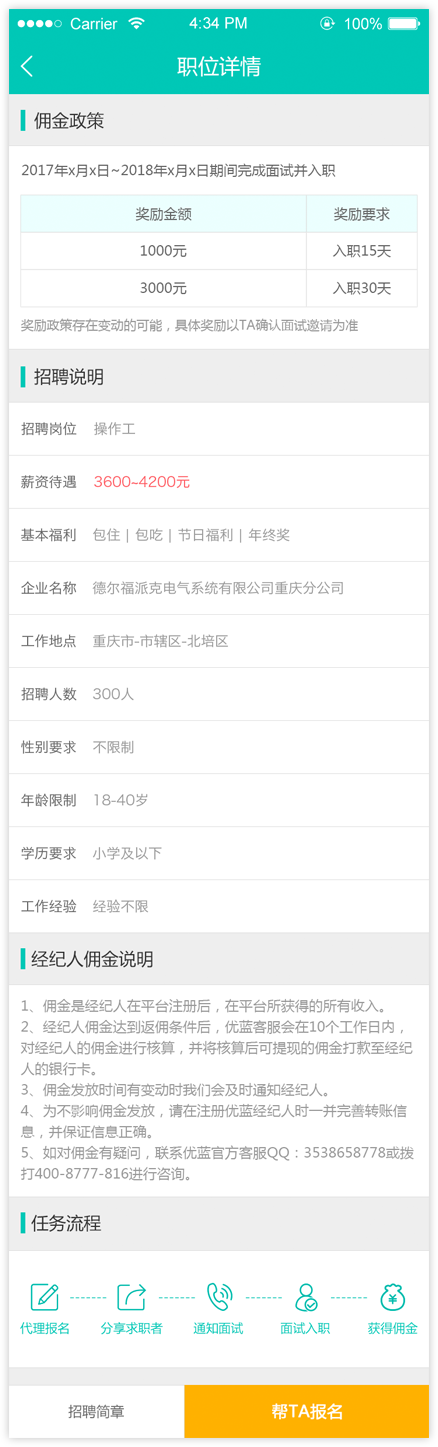 Carrier 4:34 PM 100%
职位详情
佣金政策
2017年x月x日~2018年x月x日期间完成面试并入职
奖励金额 奖励要求
1000元 入职15天
3000元 入职30天
奖励政策存在变动的可能，具体奖励以TA确认面试邀请为准
招聘说明
招聘岗位 操作工
薪资待遇 3600~4200元
基本福利 包住 | 包吃 | 节日福利 | 年终奖
企业名称 德尔福派克电气系统有限公司重庆分公司
工作地点 重庆市-市辖区-北培区
招聘人数 300人
性别要求 不限制
年龄限制 18-40岁
学历要求 小学及以下
工作经验 经验不限
经纪人佣金说明
1、佣金是经纪人在平台注册后，在平台所获得的所有收入。
2、经纪人佣金达到返佣条件后，优蓝客服会在10个工作日内，
对经纪人的佣金进行核算，并将核算后可提现的佣金打款至经纪
人的银行卡。
3、佣金发放时间有变动时我们会及时通知经纪人。
4、为不影响佣金发放，请在注册优蓝经纪人时一并完善转账信
息，并保证信息正确。
5、如对佣金有疑问，联系优蓝官方客服QQ：3538658778或拨
打400-8777-816进行咨询。
任务流程
代理报名 分享求职者 通知面试 面试入职 获得佣金
招聘简章 帮TA报名